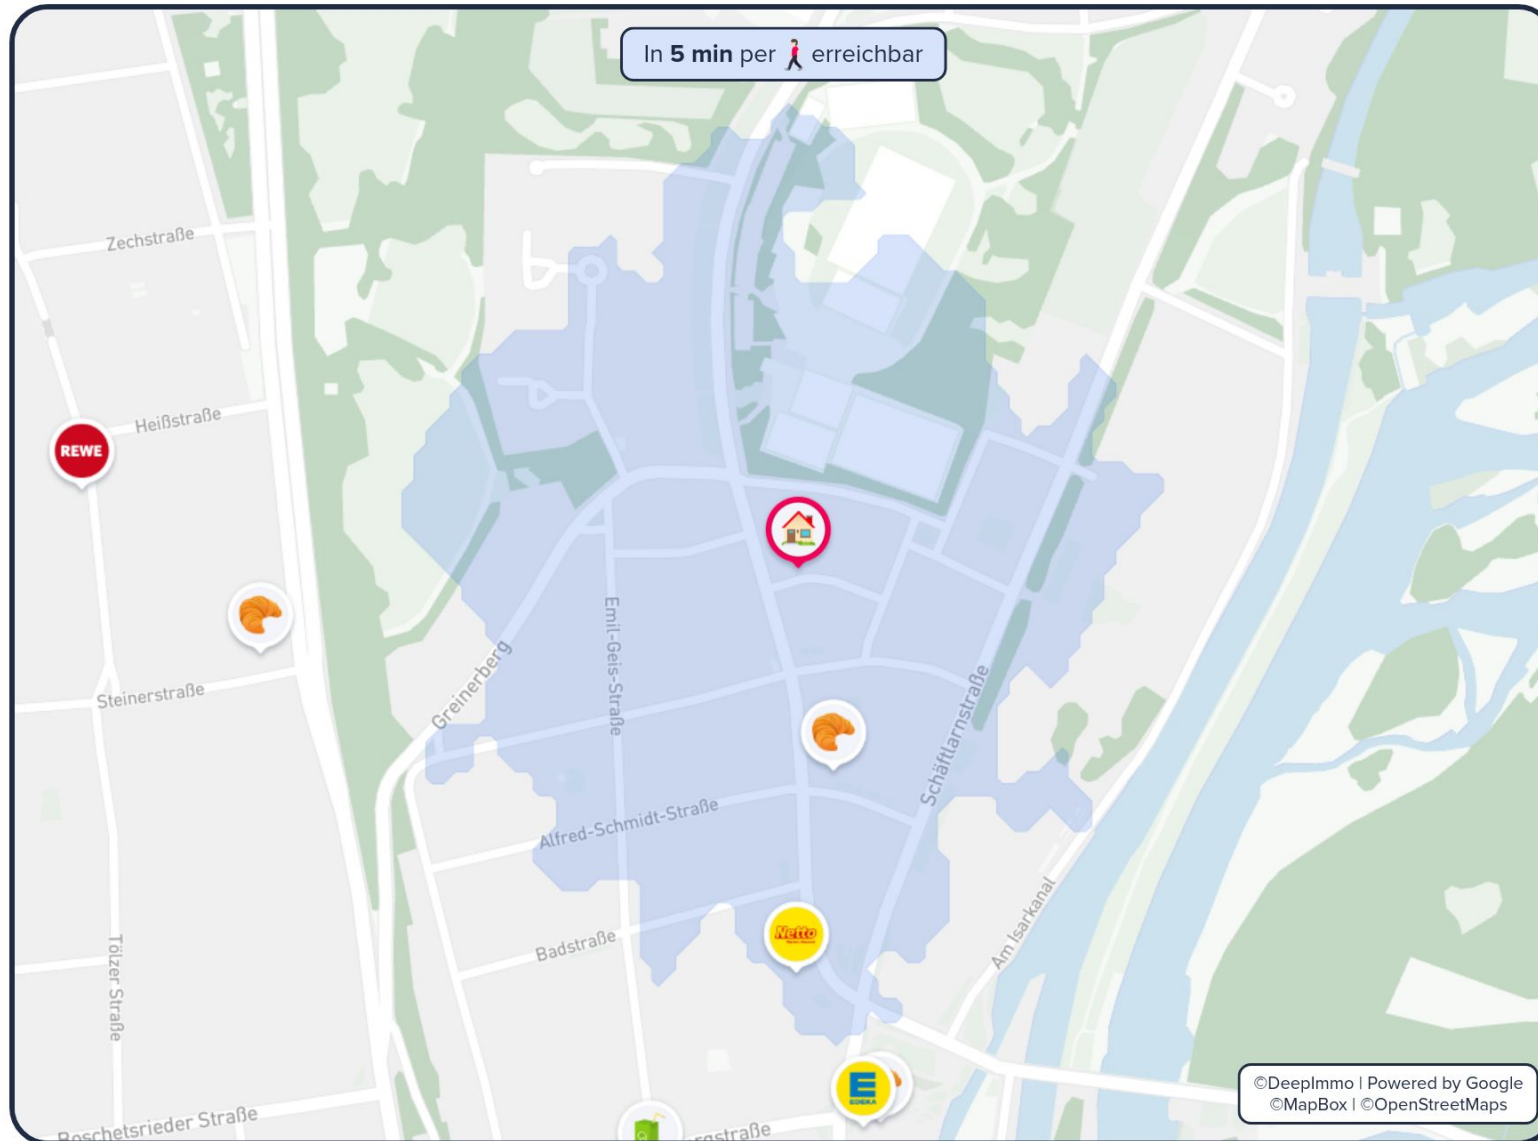 In 5 min per erreichbar
Zechstraße
Heißstraße
REWE
Steinerstraße
Greinerberg
Emil-Geis-Straße
Schäftlarnstraße
Alfred-Schmidt-Straße
Badstraße
Netto
Am Isarkanal
Tölzer Straße
E
EDEKA
Boschetsrieder Straße
©DeepImmo | Powered by Google
©MapBox | ©OpenStreetMaps